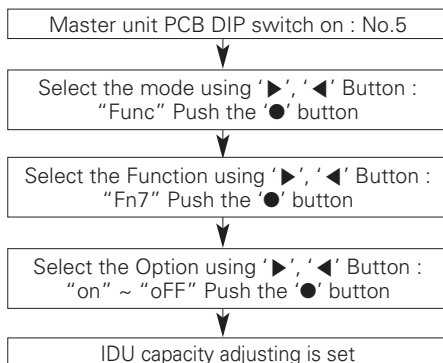 Master unit PCB DIP switch on : No.5
Select the mode using ‘▶’, ‘◀’ Button :
“Func” Push the ‘●’ button
Select the Function using ‘▶’, ‘◀’ Button :
“Fn7” Push the ‘●’ button
Select the Option using ‘▶’, ‘◀’ Button :
“on” ~ “oFF” Push the ‘●’ button
IDU capacity adjusting is set